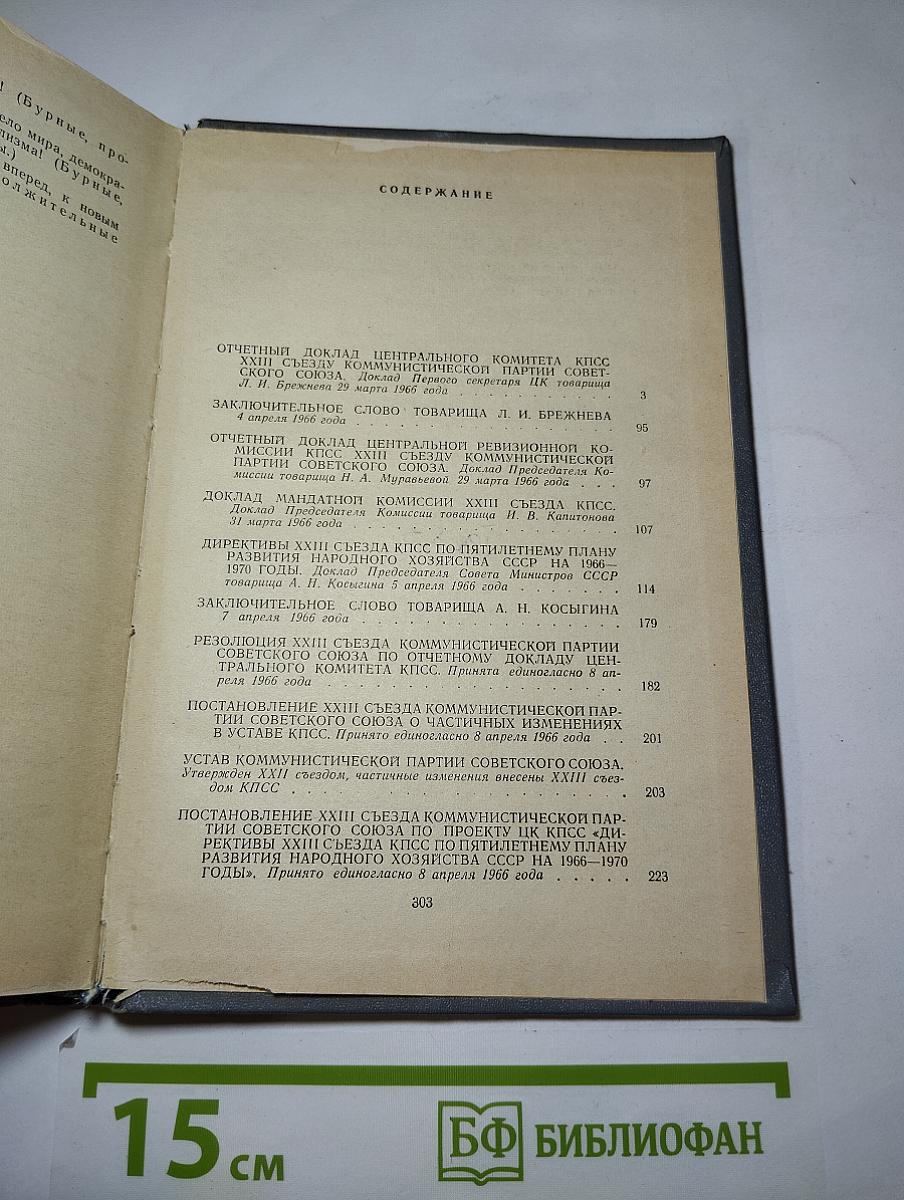 ! (Бурные, про-
ело мира, демокра-
лизма! (Бурные,
ы.)
вперед, к новым
олжительные
СОДЕРЖАНИЕ
ОТЧЕТНЫЙ ДОКЛАД ЦЕНТРАЛЬНОГО КОМИТЕТА КПСС
XXIII СЪЕЗДУ КОММУНИСТИЧЕСКОЙ ПАРТИИ СОВЕТ-
СКОГО СОЮЗА. Доклад Первого секретаря ЦК товарища
Л. И. Брежнева 29 марта 1966 года . . . . . . . . . . . 3
ЗАКЛЮЧИТЕЛЬНОЕ СЛОВО ТОВАРИЩА Л. И. БРЕЖНЕВА
4 апреля 1966 года . . . . . . . . . . . . . . . . . 95
ОТЧЕТНЫЙ ДОКЛАД ЦЕНТРАЛЬНОЙ РЕВИЗИОННОЙ КО-
МИССИИ КПСС XXIII СЪЕЗДУ КОММУНИСТИЧЕСКОЙ
ПАРТИИ СОВЕТСКОГО СОЮЗА. Доклад Председателя Ко-
миссии товарища Н. А. Муравьевой 29 марта 1966 года . . . 97
ДОКЛАД МАНДАТНОЙ КОМИССИИ XXIII СЪЕЗДА КПСС.
Доклад Председателя Комиссии товарища И. В. Капитонова
31 марта 1966 года . . . . . . . . . . . . . . . . . 107
ДИРЕКТИВЫ XXIII СЪЕЗДА КПСС ПО ПЯТИЛЕТНЕМУ ПЛАНУ
РАЗВИТИЯ НАРОДНОГО ХОЗЯЙСТВА СССР НА 1966—
1970 ГОДЫ. Доклад Председателя Совета Министров СССР
товарища А. Н. Косыгина 5 апреля 1966 года . . . . . . . 114
ЗАКЛЮЧИТЕЛЬНОЕ СЛОВО ТОВАРИЩА А. Н. КОСЫГИНА
7 апреля 1966 года . . . . . . . . . . . . . . . . . 179
РЕЗОЛЮЦИЯ XXIII СЪЕЗДА КОММУНИСТИЧЕСКОЙ ПАРТИИ
СОВЕТСКОГО СОЮЗА ПО ОТЧЕТНОМУ ДОКЛАДУ ЦЕН-
ТРАЛЬНОГО КОМИТЕТА КПСС. Принята единогласно 8 ап-
реля 1966 года . . . . . . . . . . . . . . . . . . . 182
ПОСТАНОВЛЕНИЕ XXIII СЪЕЗДА КОММУНИСТИЧЕСКОЙ ПАР-
ТИИ СОВЕТСКОГО СОЮЗА О ЧАСТИЧНЫХ ИЗМЕНЕНИЯХ
В УСТАВЕ КПСС. Принято единогласно 8 апреля 1966 года . . 201
УСТАВ КОММУНИСТИЧЕСКОЙ ПАРТИИ СОВЕТСКОГО СОЮЗА.
Утвержден XXII съездом, частичные изменения внесены XXIII съез-
дом КПСС . . . . . . . . . . . . . . . . . . . . . 203
ПОСТАНОВЛЕНИЕ XXIII СЪЕЗДА КОММУНИСТИЧЕСКОЙ ПАР-
ТИИ СОВЕТСКОГО СОЮЗА ПО ПРОЕКТУ ЦК КПСС «ДИ-
РЕКТИВЫ XXIII СЪЕЗДА КПСС ПО ПЯТИЛЕТНЕМУ ПЛАНУ
РАЗВИТИЯ НАРОДНОГО ХОЗЯЙСТВА СССР НА 1966—1970
ГОДЫ». Принято единогласно 8 апреля 1966 года . . . . . 223
303
15 см
БФ БИБЛИОФАН